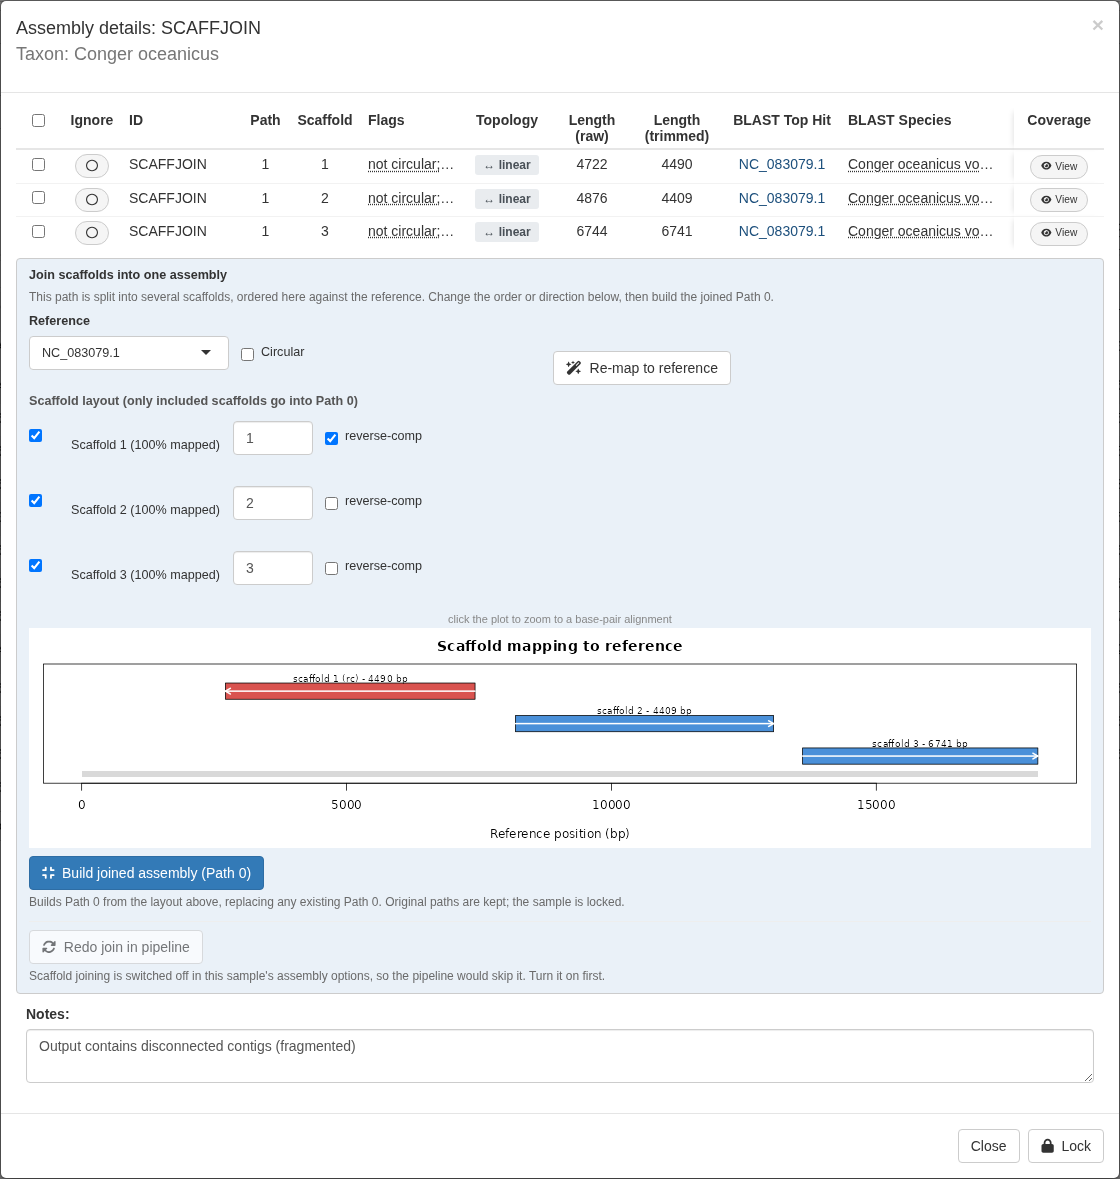 Assembly details: SCAFFJOIN
×
Taxon: Conger oceanicus
Ignore ID Path Scaffold Flags Topology Length (raw) Length (trimmed) BLAST Top Hit BLAST Species Coverage
SCAFFJOIN 1 1 not circular;… ↔ linear 4722 4490 NC_083079.1 Conger oceanicus vo… View
SCAFFJOIN 1 2 not circular;… ↔ linear 4876 4409 NC_083079.1 Conger oceanicus vo… View
SCAFFJOIN 1 3 not circular;… ↔ linear 6744 6741 NC_083079.1 Conger oceanicus vo… View
Join scaffolds into one assembly
This path is split into several scaffolds, ordered here against the reference. Change the order or direction below, then build the joined Path 0.
Reference
NC_083079.1 Circular Re-map to reference
Scaffold layout (only included scaffolds go into Path 0)
Scaffold 1 (100% mapped) 1 reverse-comp
Scaffold 2 (100% mapped) 2 reverse-comp
Scaffold 3 (100% mapped) 3 reverse-comp
click the plot to zoom to a base-pair alignment
Scaffold mapping to reference
scaffold 1 (rc) - 4490 bp
scaffold 2 - 4409 bp
scaffold 3 - 6741 bp
0 5000 10000 15000
Reference position (bp)
Build joined assembly (Path 0)
Builds Path 0 from the layout above, replacing any existing Path 0. Original paths are kept; the sample is locked.
Redo join in pipeline
Scaffold joining is switched off in this sample's assembly options, so the pipeline would skip it. Turn it on first.
Notes:
Output contains disconnected contigs (fragmented)
Close Lock